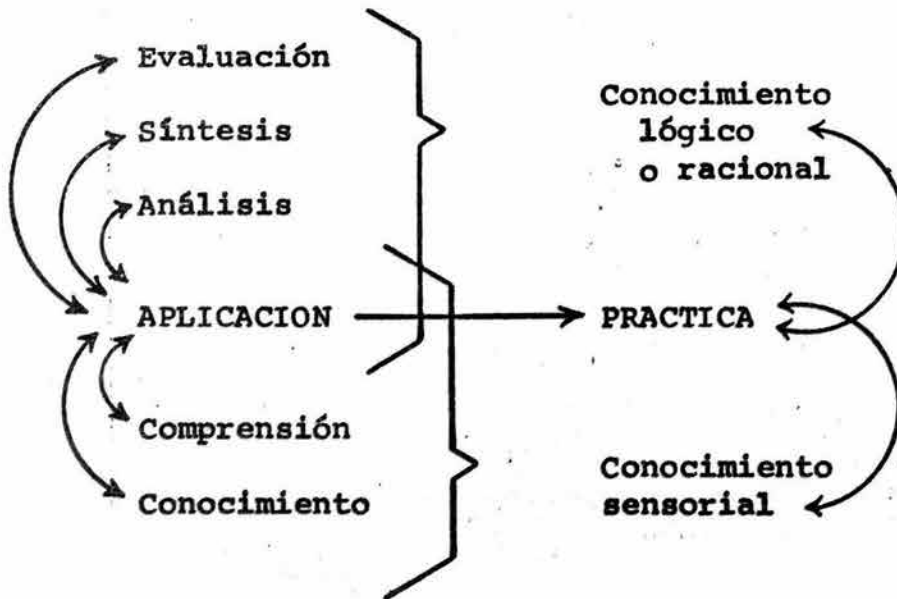 Evaluación
Síntesis
Análisis
APLICACION
Comprensión
Conocimiento
Conocimiento
lógico
o racional
PRACTICA
Conocimiento
sensorial